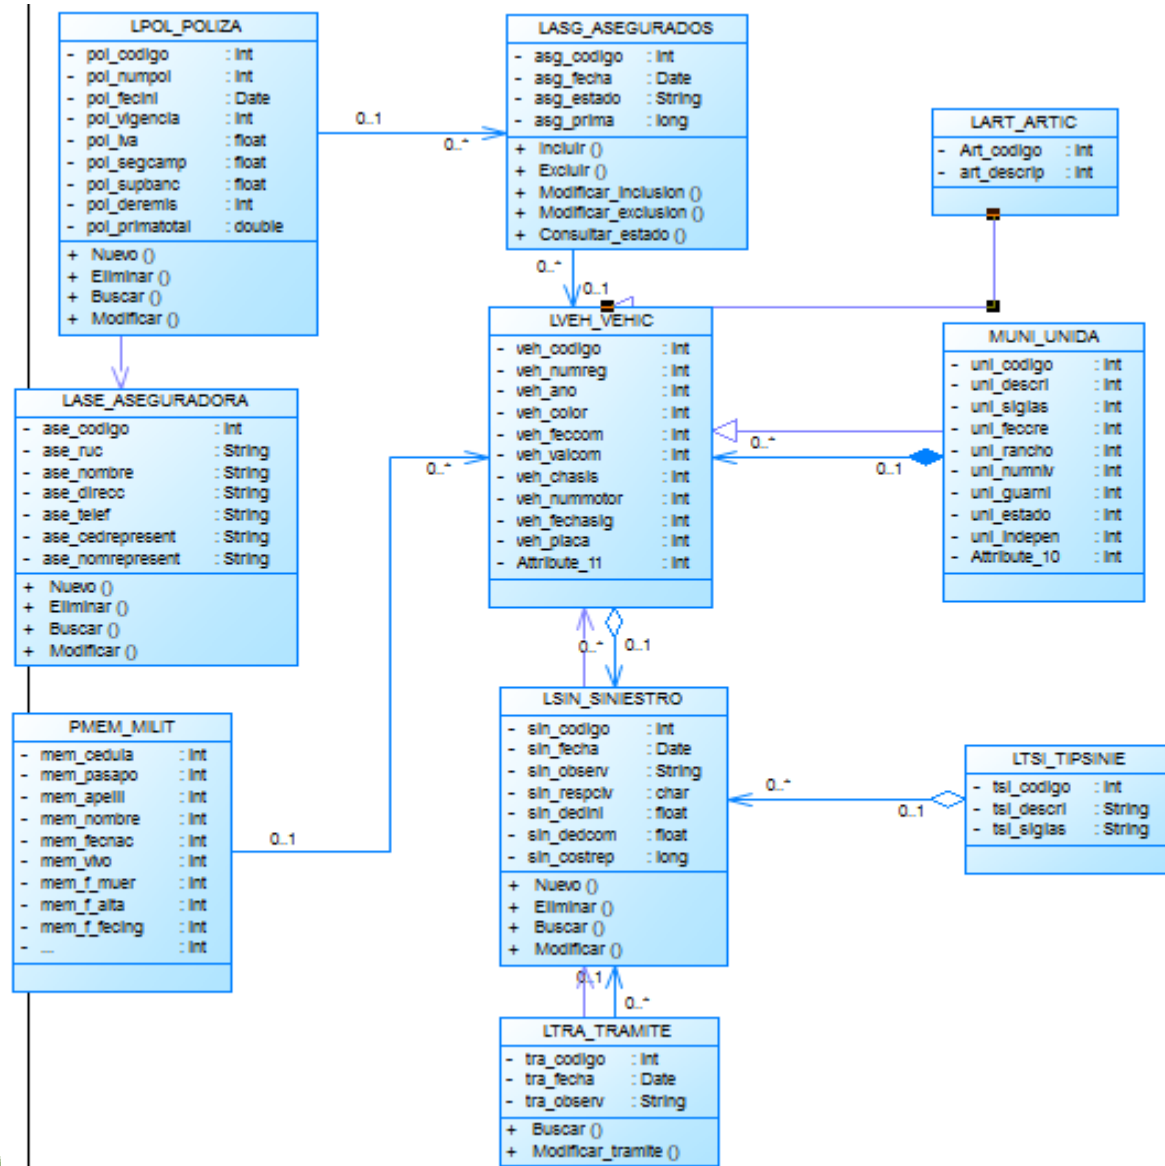 LPOL_POLIZA
- pol_codigo : int
- pol_numpol : int
- pol_fecini : Date
- pol_vigencia : int
- pol_iva : float
- pol_segcamp : float
- pol_supbanc : float
- pol_deremis : int
- pol_primatotal : double
+ Nuevo ()
+ Eliminar ()
+ Buscar ()
+ Modificar ()
0..1
0..*
LASG_ASEGURADOS
- asg_codigo : int
- asg_fecha : Date
- asg_estado : String
- asg_prima : long
+ Incluir ()
+ Excluir ()
+ Modificar_inclusion ()
+ Modificar_exclusion ()
+ Consultar_estado ()
0..*
0..1
LART_ARTIC
- Art_codigo : int
- art_descrip : int
LASE_ASEGURADORA
- ase_codigo : int
- ase_ruc : String
- ase_nombre : String
- ase_direcc : String
- ase_telef : String
- ase_cedrepresent : String
- ase_nomrepresent : String
+ Nuevo ()
+ Eliminar ()
+ Buscar ()
+ Modificar ()
LVEH_VEHIC
- veh_codigo : int
- veh_numreg : int
- veh_ano : int
- veh_color : int
- veh_feccom : int
- veh_valcom : int
- veh_chasis : int
- veh_nummotor : int
- veh_fechasig : int
- veh_placa : int
- Attribute_11 : int
0..*
0..*
0..1
MUNI_UNIDA
- uni_codigo : int
- uni_descri : int
- uni_siglas : int
- uni_feccre : int
- uni_rancho : int
- uni_numniv : int
- uni_guarni : int
- uni_estado : int
- uni_indepen : int
- Attribute_10 : int
0..*
0..1
PMEM_MILIT
- mem_cedula : int
- mem_pasapo : int
- mem_apelli : int
- mem_nombre : int
- mem_fecnac : int
- mem_vivo : int
- mem_f_muer : int
- mem_f_alta : int
- mem_f_fecing : int
- ... : int
0..1
LSIN_SINIESTRO
- sin_codigo : int
- sin_fecha : Date
- sin_observ : String
- sin_respciv : char
- sin_dedini : float
- sin_dedcom : float
- sin_costrep : long
+ Nuevo ()
+ Eliminar ()
+ Buscar ()
+ Modificar ()
0..*
0..1
LTSI_TIPSINIE
- tsi_codigo : int
- tsi_descri : String
- tsi_siglas : String
0..1
0..*
LTRA_TRAMITE
- tra_codigo : int
- tra_fecha : Date
- tra_observ : String
+ Buscar ()
+ Modificar_tramite ()